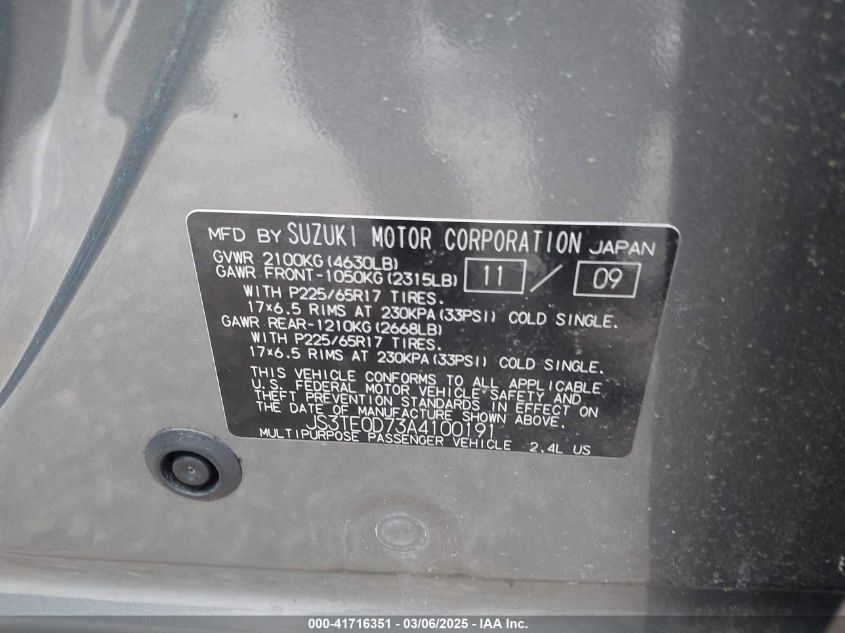 MFD BY SUZUKI MOTOR CORPORATION JAPAN
GVWR 2100KG (4630LB)
GAWR FRONT-1050KG (2315LB) 11 / 09
WITH P225/65R17 TIRES.
17×6.5 RIMS AT 230KPA (33PSI) COLD SINGLE.
GAWR REAR-1210KG (2668LB)
WITH P225/65R17 TIRES.
17×6.5 RIMS AT 230KPA (33PSI) COLD SINGLE.
THIS VEHICLE CONFORMS TO ALL APPLICABLE
U.S. FEDERAL MOTOR VEHICLE SAFETY AND
THEFT PREVENTION STANDARDS IN EFFECT ON
THE DATE OF MANUFACTURE SHOWN ABOVE.
JS3TE0D73A4100191
MULTIPURPOSE PASSENGER VEHICLE 2.4L US
000-41716351 - 03/06/2025 - IAA Inc.